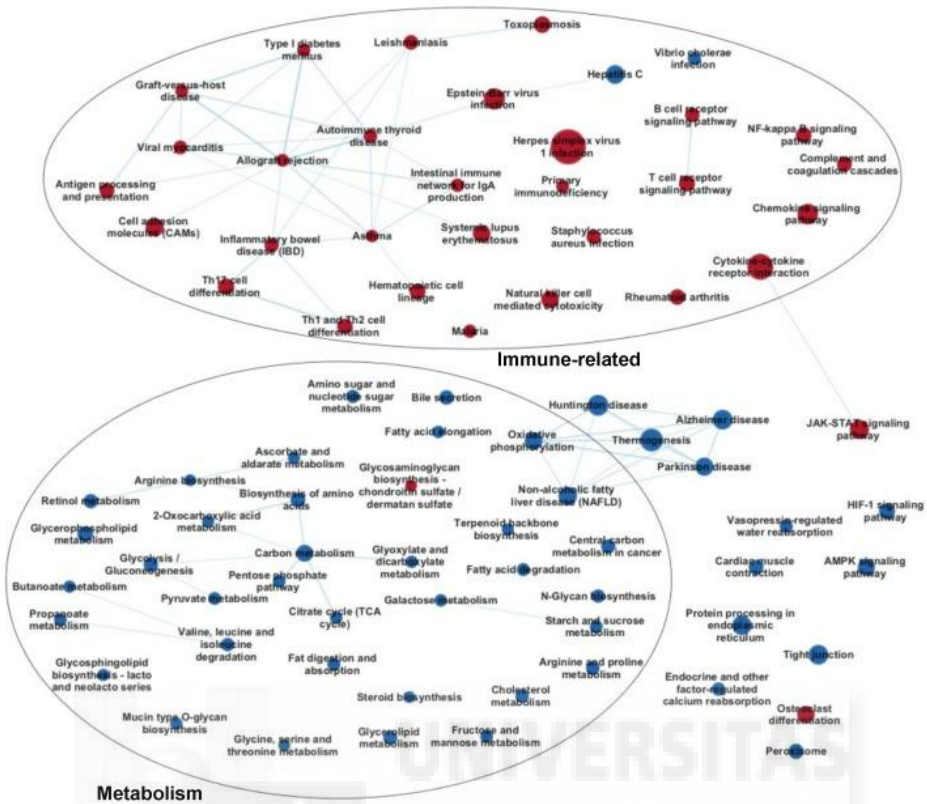 Toxoplasmosis
Type I diabetes
mellitus
Leishmaniasis
Vibrio cholerae
infection
Hepatitis C
Graft-versus-host
disease
Epstein-Barr virus
infection
B cell receptor
signaling pathway
NF-kappa B signaling
pathway
Autoimmune thyroid
disease
Herpes simplex virus
1 infection
Viral myocarditis
Allograft rejection
Complement and
coagulation cascades
Intestinal immune
network for IgA
production
Primary
immunodeficiency
T cell receptor
signaling pathway
Antigen processing
and presentation
Chemokine signaling
pathway
Cell adhesion
molecules (CAMs)
Inflammatory bowel
disease (IBD)
Asthma
Systemic lupus
erythematosus
Staphylococcus
aureus infection
Cytokine-cytokine
receptor interaction
Th17 cell
differentiation
Hematopoietic cell
lineage
Natural killer cell
mediated cytotoxicity
Rheumatoid arthritis
Th1 and Th2 cell
differentiation
Malaria
Immune-related
Amino sugar and
nucleotide sugar
metabolism
Bile secretion
Huntington disease
Alzheimer disease
Fatty acid elongation
Oxidative
phosphorylation
Thermogenesis
JAK-STAT signaling
pathway
Ascorbate and
aldarate metabolism
Parkinson disease
Arginine biosynthesis
Glycosaminoglycan
biosynthesis -
chondroitin sulfate /
dermatan sulfate
Non-alcoholic fatty
liver disease (NAFLD)
Retinol metabolism
Biosynthesis of amino
acids
HIF-1 signaling
pathway
2-Oxocarboxylic acid
metabolism
Glycerophospholipid
metabolism
Terpenoid backbone
biosynthesis
Vasopressin-regulated
water reabsorption
Central carbon
metabolism in cancer
Carbon metabolism
Glycolysis /
Gluconeogenesis
Glyoxylate and
dicarboxylate
metabolism
Fatty acid degradation
Cardiac muscle
contraction
AMPK signaling
pathway
Butanoate metabolism
Pentose phosphate
pathway
Pyruvate metabolism
Galactose metabolism
N-Glycan biosynthesis
Propanoate
metabolism
Citrate cycle (TCA
cycle)
Starch and sucrose
metabolism
Protein processing in
endoplasmic
reticulum
Valine, leucine and
isoleucine
degradation
Tight junction
Glycosphingolipid
biosynthesis - lacto
and neolacto series
Fat digestion and
absorption
Arginine and proline
metabolism
Endocrine and other
factor-regulated
calcium reabsorption
Steroid biosynthesis
Cholesterol
metabolism
Mucin type O-glycan
biosynthesis
Osteoclast
differentiation
Glycine, serine and
threonine metabolism
Glycerolipid
metabolism
Fructose and
mannose metabolism
Peroxisome
UNIVERSITAS
Metabolism